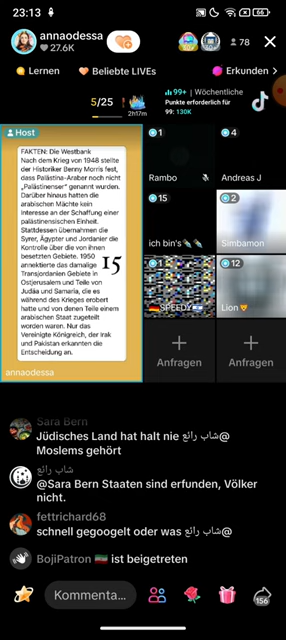 23:13
66
annaodessa
27.6K
78
Lernen
Beliebte LIVEs
Erkunden
5/25
2h17m
99+ | Wöchentliche
Punkte erforderlich für
99: 130K
Host
FAKTEN: Die Westbank
Nach dem Krieg von 1948 stellte
der Historiker Benny Morris fest,
dass Palästina-Araber noch nicht
„Palästinenser“ genannt wurden.
Darüber hinaus hatten die
arabischen Mächte kein
Interesse an der Schaffung einer
palästinensischen Einheit.
Stattdessen übernahmen die
Syrer, Ägypter und Jordanier die
Kontrolle über die von ihnen
besetzten Gebiete. 1950
annektierte das damalige
Transjordanien Gebiete in
Ostjerusalem und Teile von
Judäa und Samaria, die es
während des Krieges erobert
hatte und von denen Teile einem
arabischen Staat zugeteilt
worden waren. Nur das
Vereinigte Königreich, der Irak
und Pakistan erkannten die
Entscheidung an.
15
annaodessa
1
Rambo
4
Andreas J
15
ich bin's
2
Simbamon
1
SPEEDY
12
Lion
Anfragen
Anfragen
Sara Bern
Jüdisches Land hat halt nie شاب رائع@
Moslems gehört
شاب رائع
@Sara Bern Staaten sind erfunden, Völker
nicht.
fettrichard68
schnell gegoogelt oder was شاب رائع@
BojiPatron ist beigetreten
Kommenta...
156